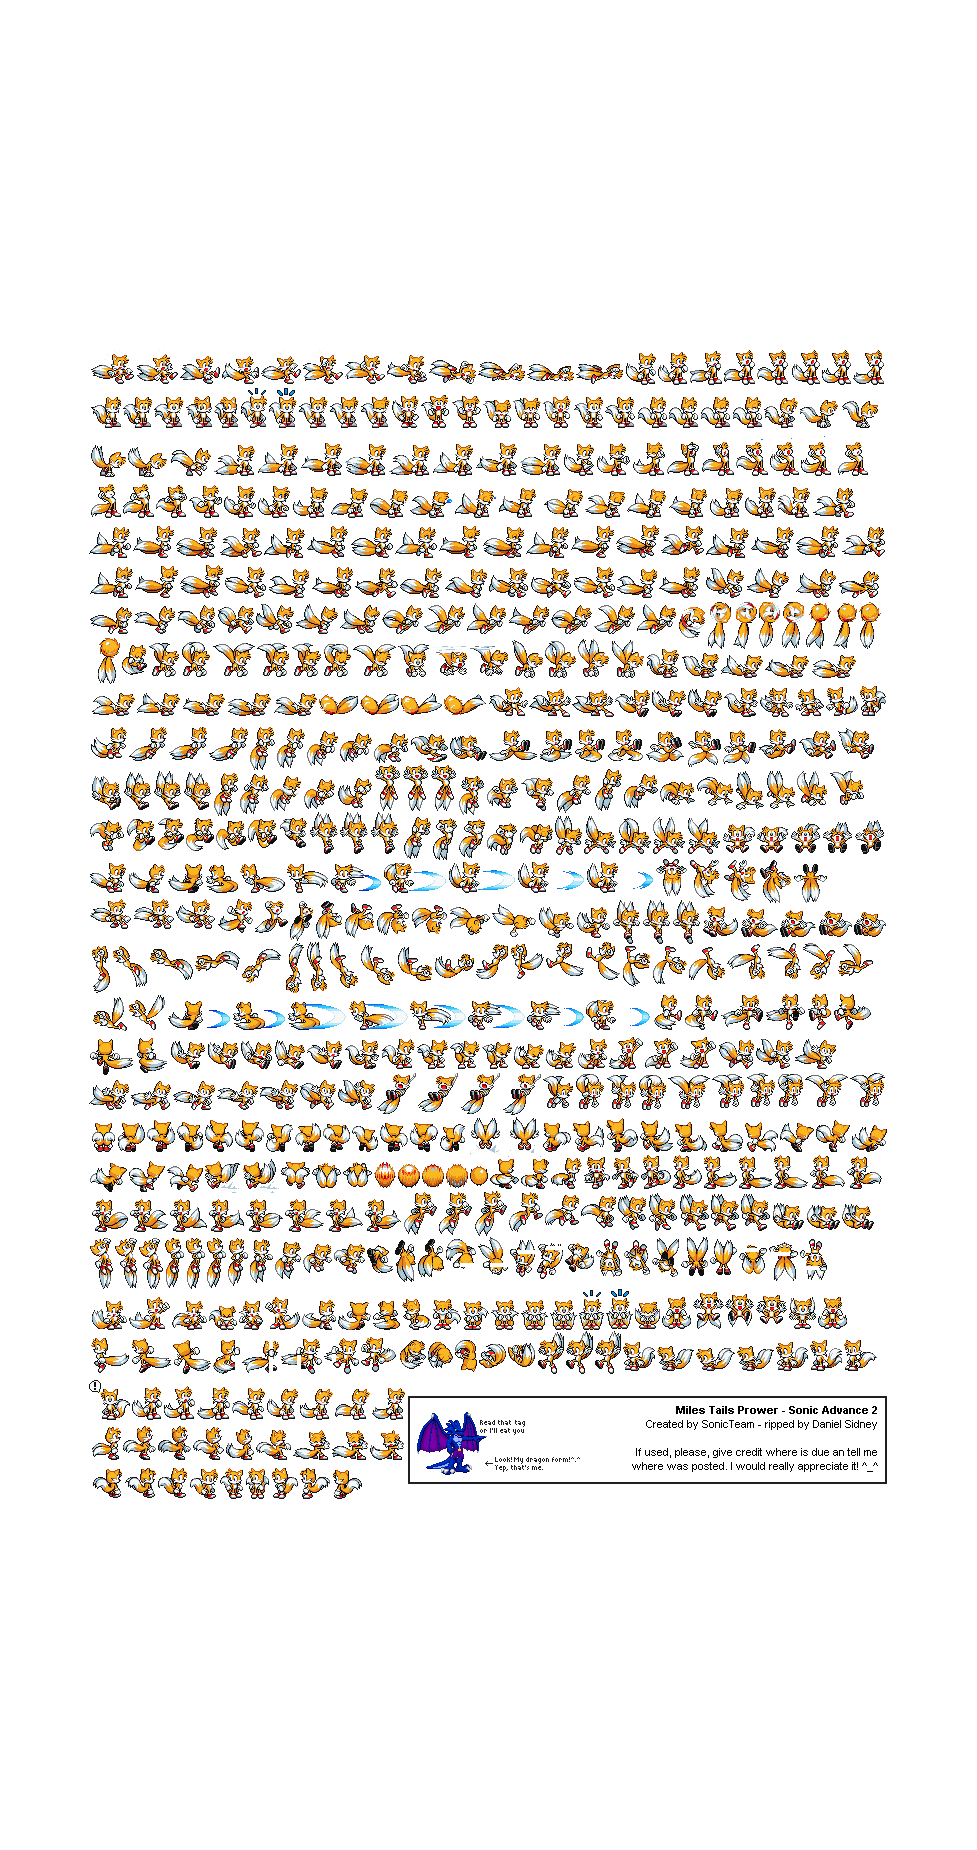 !
Read that tag
or I'll eat you
←Look! My dragon form!^.^
Yep, that's me.
Miles Tails Prower - Sonic Advance 2
Created by SonicTeam - ripped by Daniel Sidney
If used, please, give credit where is due an tell me
where was posted. I would really appreciate it! ^_^